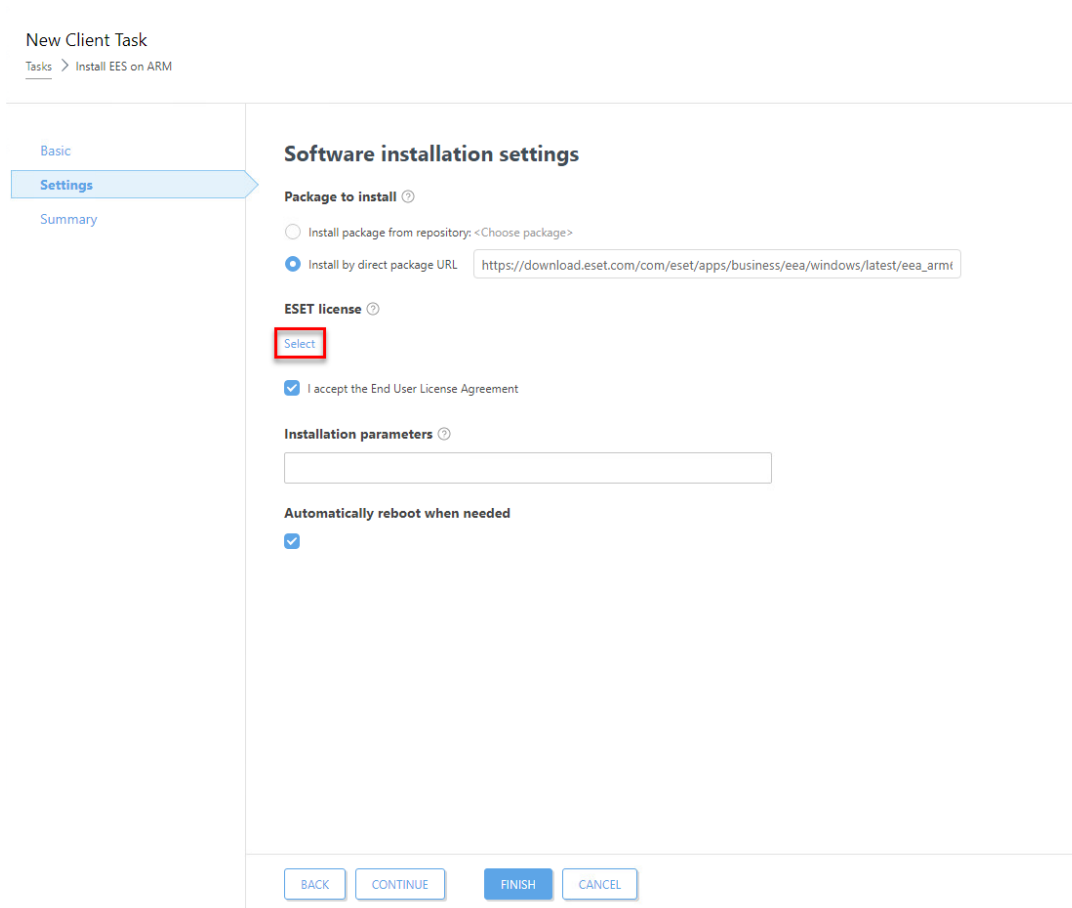 New Client Task
Tasks > Install EES on ARM
Basic
Settings
Summary
Software installation settings
Package to install ?
Install package from repository: <Choose package>
Install by direct package URL https://download.eset.com/com/eset/apps/business/eea/windows/latest/eea_arm
ESET license ?
Select
I accept the End User License Agreement
Installation parameters ?
Automatically reboot when needed
BACK CONTINUE FINISH CANCEL